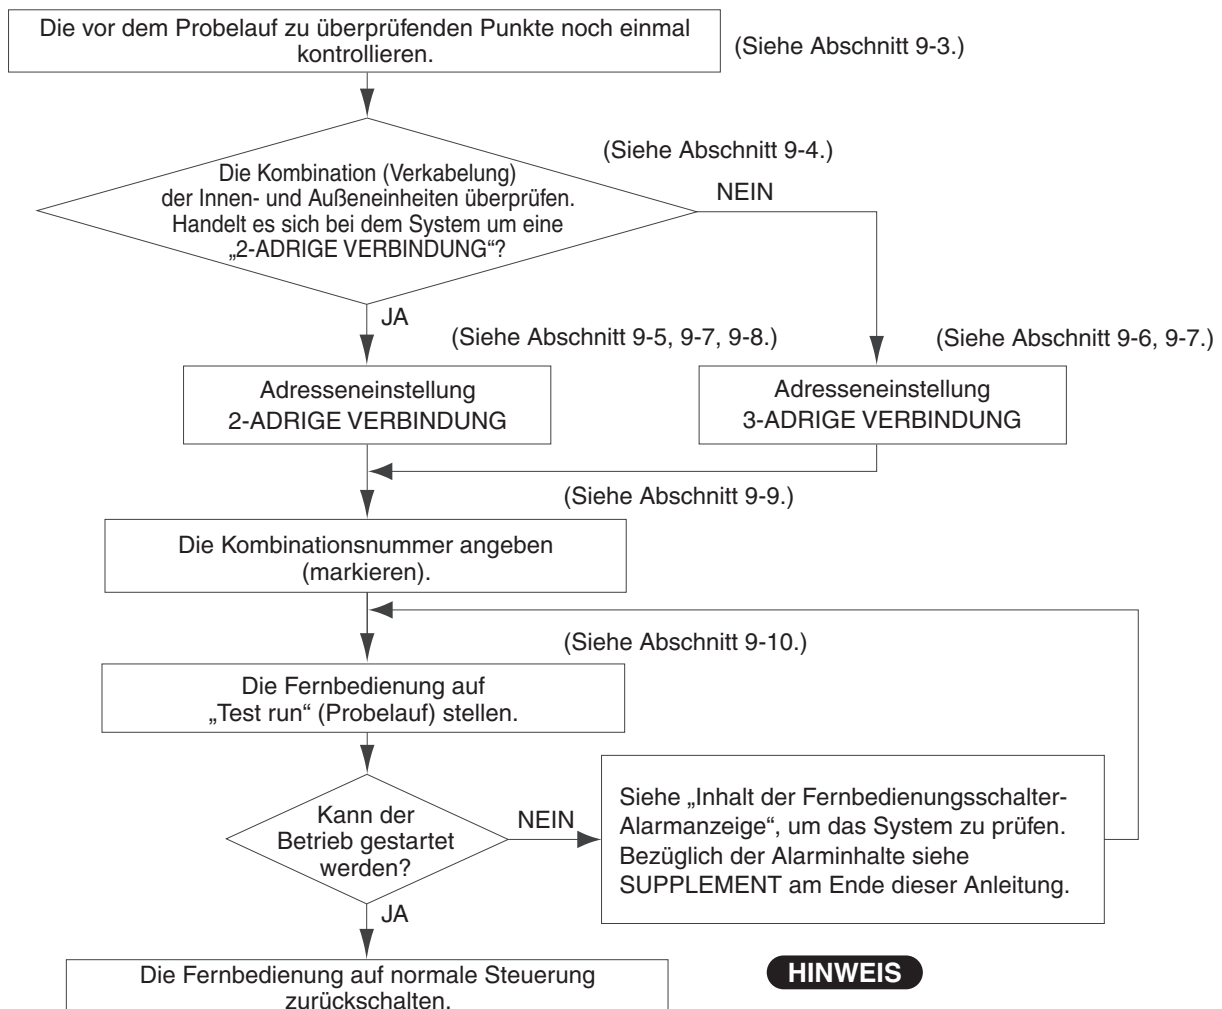 Die vor dem Probelauf zu überprüfenden Punkte noch einmal
kontrollieren.
(Siehe Abschnitt 9-3.)
(Siehe Abschnitt 9-4.)
Die Kombination (Verkabelung)
der Innen- und Außeneinheiten überprüfen.
Handelt es sich bei dem System um eine
„2-ADRIGE VERBINDUNG“?
NEIN
JA
(Siehe Abschnitt 9-5, 9-7, 9-8.)
(Siehe Abschnitt 9-6, 9-7.)
Adresseneinstellung
2-ADRIGE VERBINDUNG
Adresseneinstellung
3-ADRIGE VERBINDUNG
(Siehe Abschnitt 9-9.)
Die Kombinationsnummer angeben
(markieren).
(Siehe Abschnitt 9-10.)
Die Fernbedienung auf
„Test run“ (Probelauf) stellen.
Kann der
Betrieb gestartet
werden?
NEIN
Siehe „Inhalt der Fernbedienungsschalter-
Alarmanzeige“, um das System zu prüfen.
Bezüglich der Alarminhalte siehe
SUPPLEMENT am Ende dieser Anleitung.
JA
Die Fernbedienung auf normale Steuerung
zurückschalten.
HINWEIS